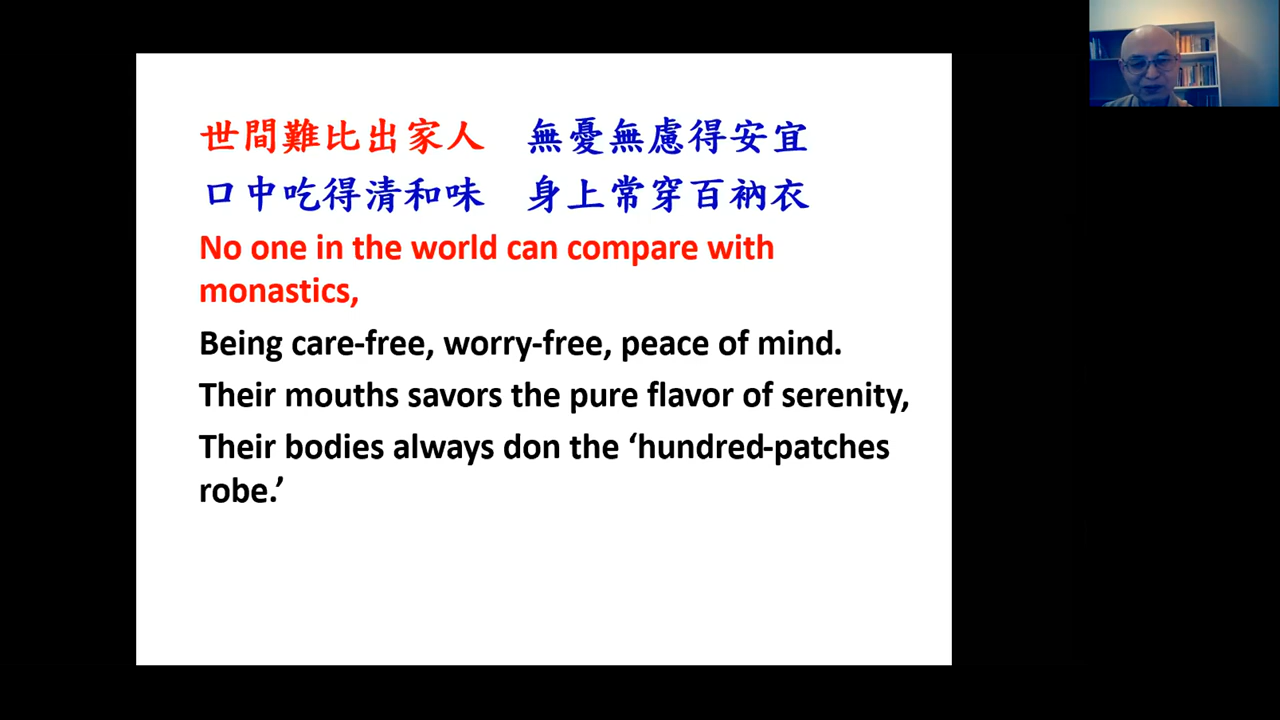 世間難比出家人 無憂無慮得安宜
口中吃得清和味 身上常穿百衲衣
No one in the world can compare with
monastics,
Being care-free, worry-free, peace of mind.
Their mouths savors the pure flavor of serenity,
Their bodies always don the ‘hundred-patches
robe.’